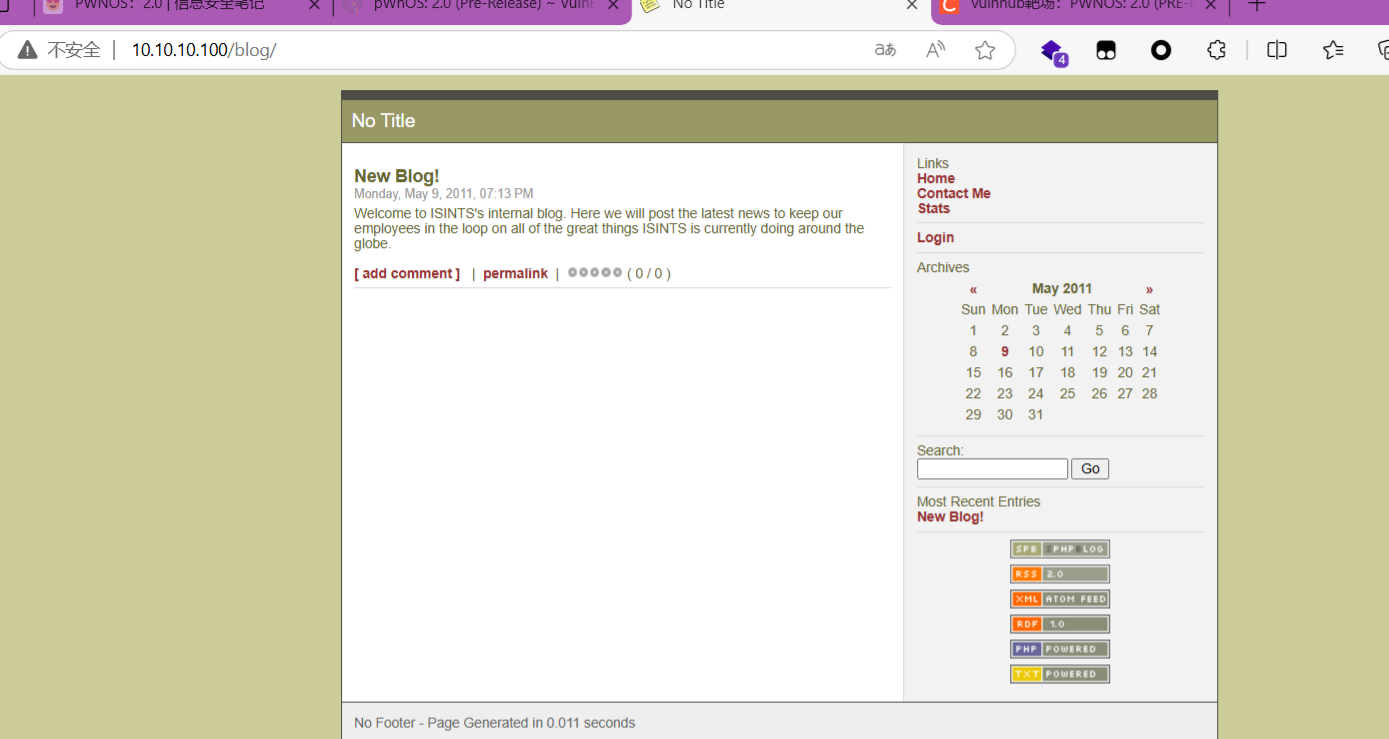 PWNOS：2.0 | 信息安全笔记
pWnOS: 2.0 (Pre-Release) ~ Vuln
No Title
Vulnhub靶场：PWNOS: 2.0 (PRE-
不安全 | 10.10.10.100/blog/
aあ
A
4
No Title
New Blog!
Monday, May 9, 2011, 07:13 PM
Welcome to ISINTS's internal blog. Here we will post the latest news to keep our
employees in the loop on all of the great things ISINTS is currently doing around the
globe.
[ add comment ] | permalink | ( 0 / 0 )
Links
Home
Contact Me
Stats
Login
Archives
« May 2011 »
Sun Mon Tue Wed Thu Fri Sat
1 2 3 4 5 6 7
8 9 10 11 12 13 14
15 16 17 18 19 20 21
22 23 24 25 26 27 28
29 30 31
Search:
Go
Most Recent Entries
New Blog!
SPB SPHPBLOG
RSS 2.0
XML ATOM FEED
RDF 1.0
PHP POWERED
TXT POWERED
No Footer - Page Generated in 0.011 seconds